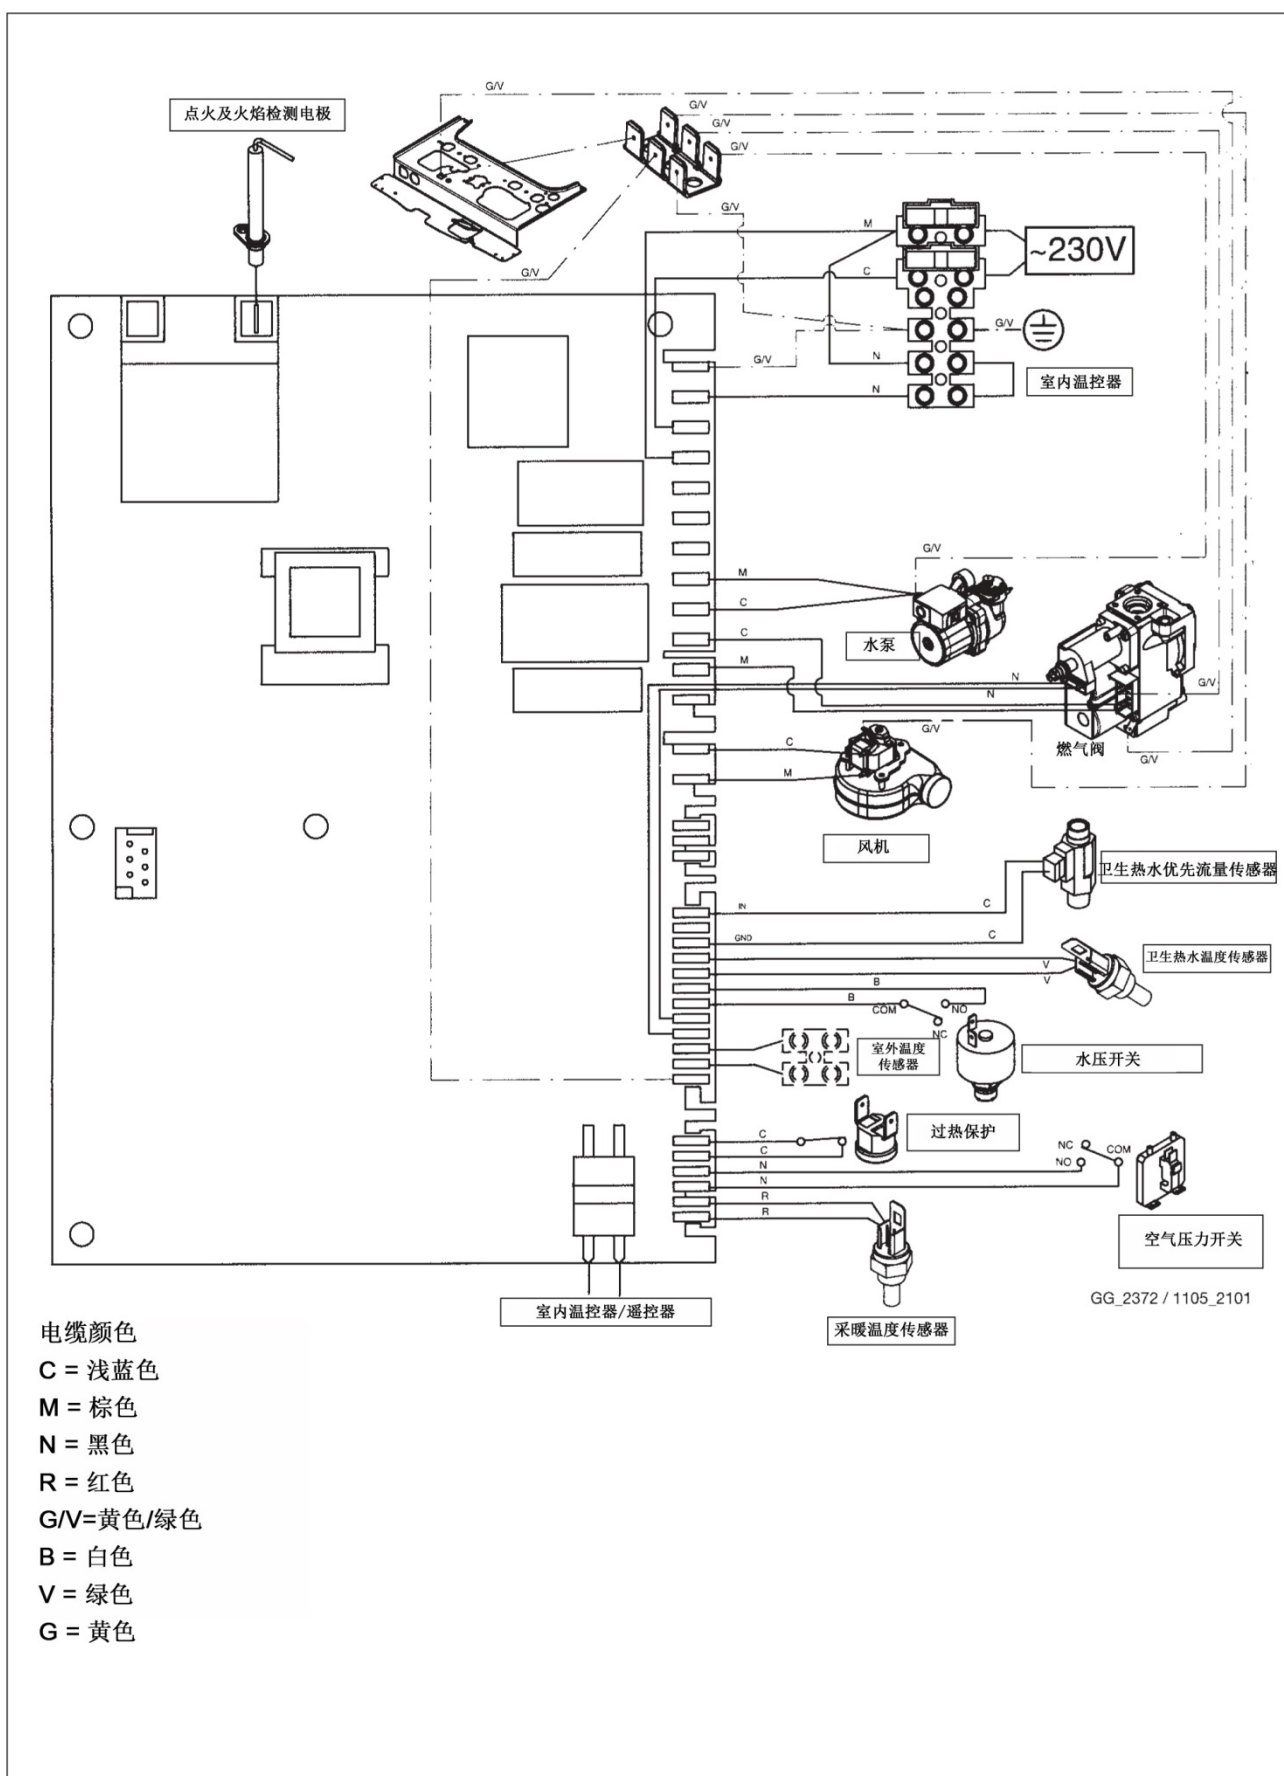 G/V
点火及火焰检测电极
G/V
G/V
G/V
G/V
M
~230V
C
G/V
G/V
G/V
N
室内温控器
N
G/V
M
C
水泵
C
M
N
G/V
N
G/V
燃气阀
C
G/V
M
风机
卫生热水优先流量传感器
IN
C
GND
C
卫生热水温度传感器
V
V
B
B
COM
NO
NC
室外温度
传感器
水压开关
过热保护
C
C
NC
COM
NO
N
N
R
R
空气压力开关
GG_2372 / 1105_2101
室内温控器/遥控器
采暖温度传感器
电缆颜色
C = 浅蓝色
M = 棕色
N = 黑色
R = 红色
G/V=黄色/绿色
B = 白色
V = 绿色
G = 黄色